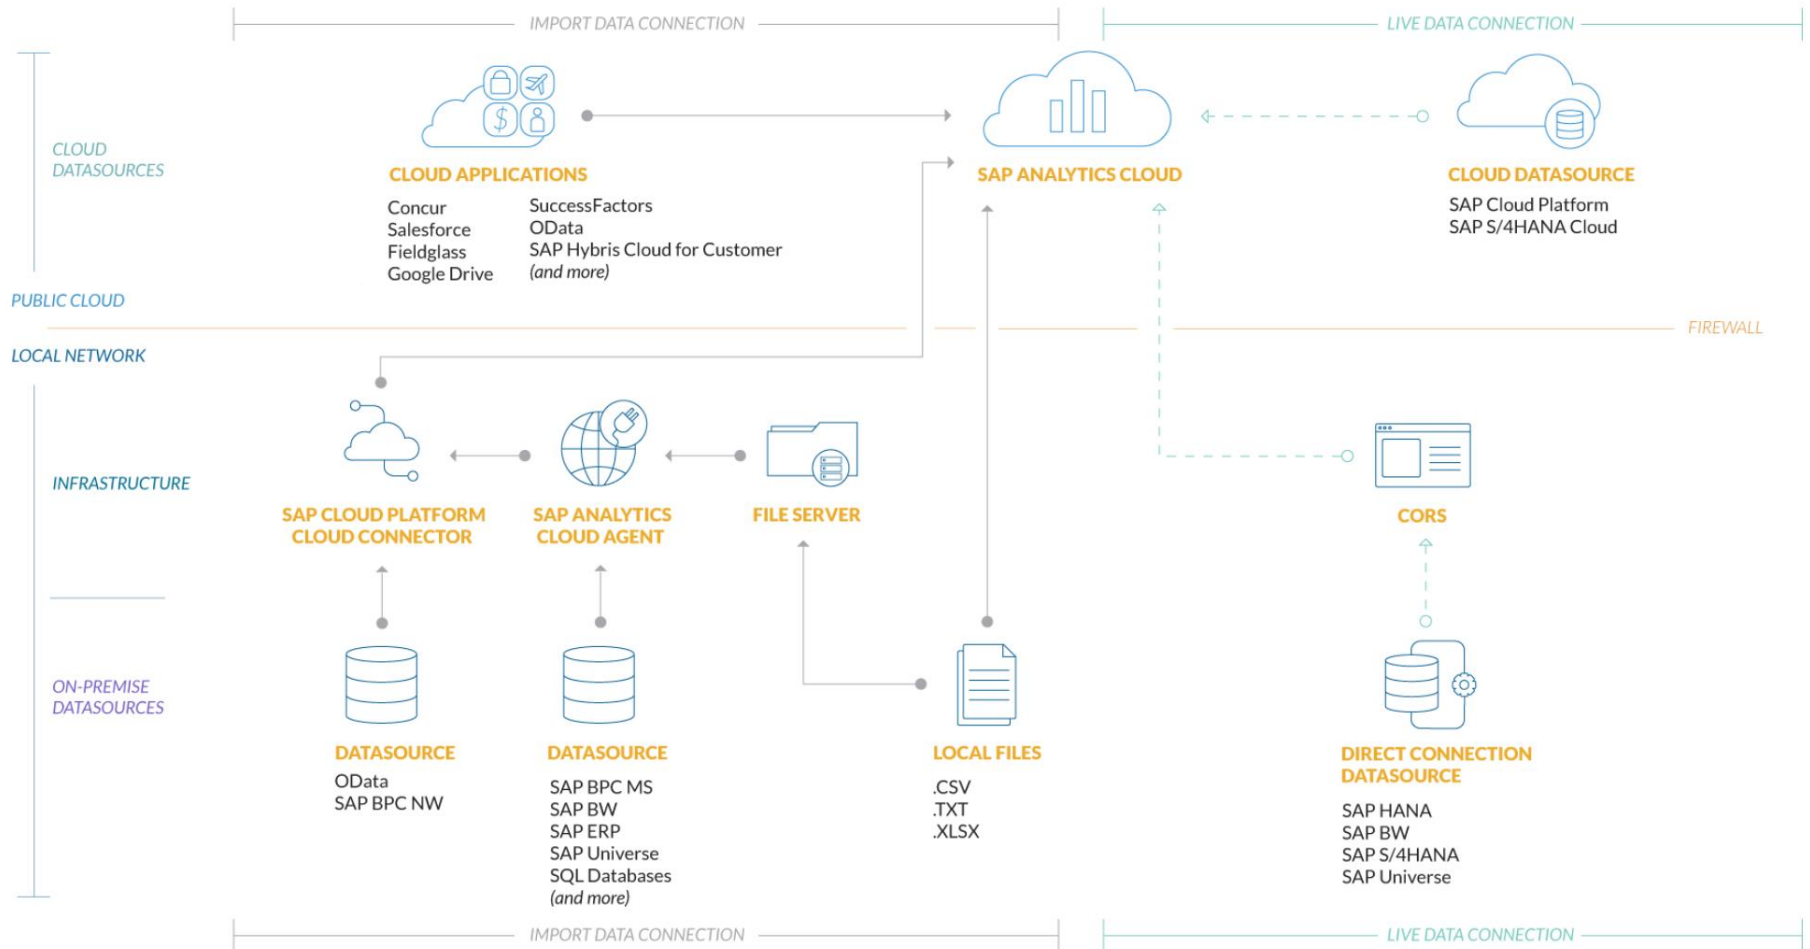 IMPORT DATA CONNECTION
LIVE DATA CONNECTION
CLOUD
DATASOURCES
$
CLOUD APPLICATIONS
Concur
Salesforce
Fieldglass
Google Drive
SuccessFactors
OData
SAP Hybris Cloud for Customer
(and more)
SAP ANALYTICS CLOUD
CLOUD DATASOURCE
SAP Cloud Platform
SAP S/4HANA Cloud
PUBLIC CLOUD
FIREWALL
LOCAL NETWORK
INFRASTRUCTURE
SAP CLOUD PLATFORM
CLOUD CONNECTOR
SAP ANALYTICS
CLOUD AGENT
FILE SERVER
CORS
ON-PREMISE
DATASOURCES
DATASOURCE
OData
SAP BPC NW
DATASOURCE
SAP BPC MS
SAP BW
SAP ERP
SAP Universe
SQL Databases
(and more)
LOCAL FILES
.CSV
.TXT
.XLSX
DIRECT CONNECTION
DATASOURCE
SAP HANA
SAP BW
SAP S/4HANA
SAP Universe
IMPORT DATA CONNECTION
LIVE DATA CONNECTION